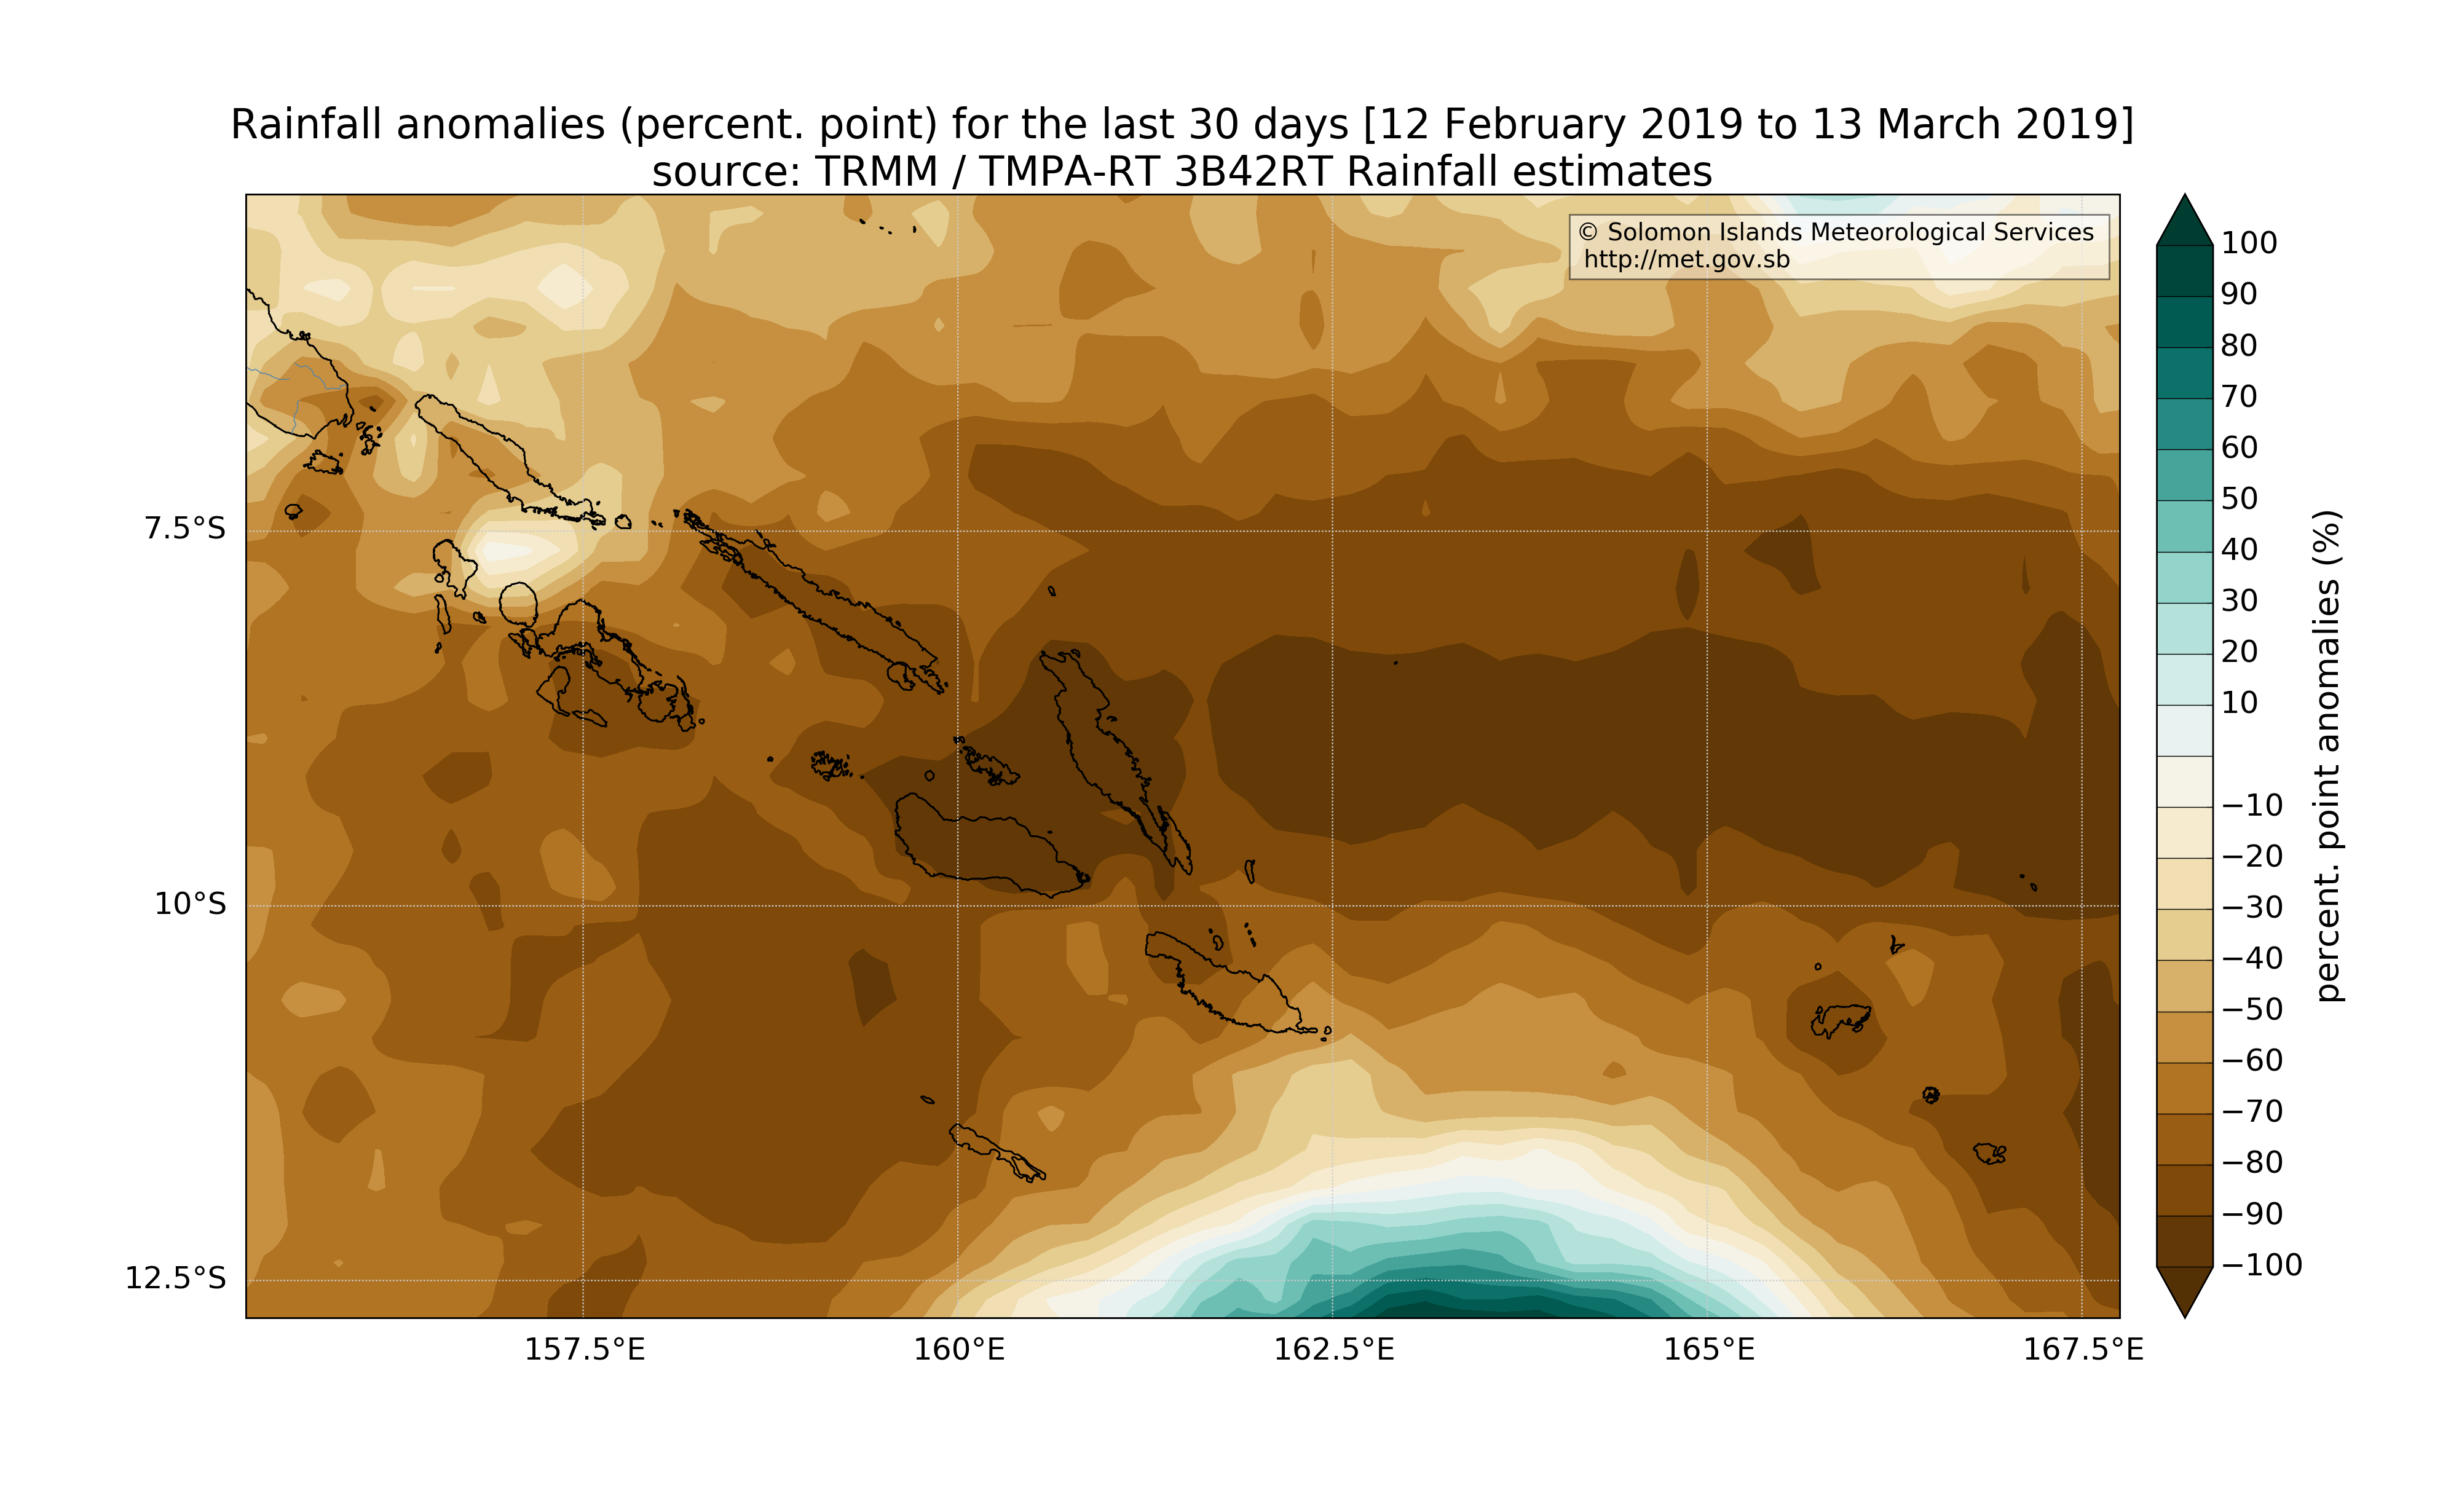 Rainfall anomalies (percent. point) for the last 30 days [12 February 2019 to 13 March 2019]
source: TRMM / TMPA-RT 3B42RT Rainfall estimates
© Solomon Islands Meteorological Services
http://met.gov.sb
7.5°S
10°S
12.5°S
157.5°E
160°E
162.5°E
165°E
167.5°E
100
90
80
70
60
50
40
30
20
10
−10
−20
−30
−40
−50
−60
−70
−80
−90
−100
percent. point anomalies (%)